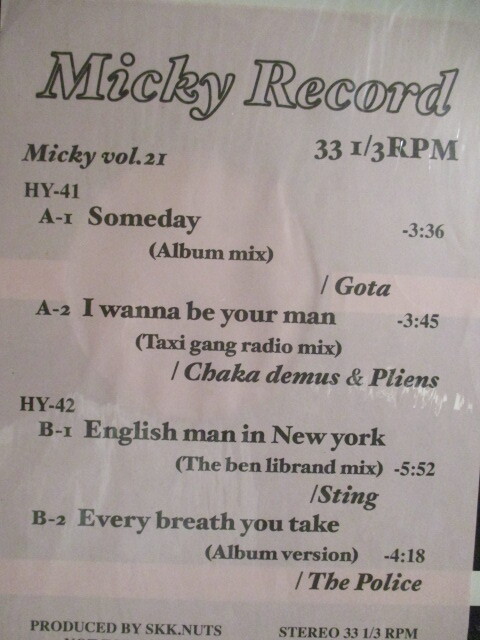 Micky Record
Micky vol.21 33 1/3RPM
HY-41
A-1 Someday -3:36
(Album mix)
/ Gota
A-2 I wanna be your man -3:45
(Taxi gang radio mix)
/ Chaka demus & Pliens
HY-42
B-1 English man in New york
(The ben librand mix) -5:52
/Sting
B-2 Every breath you take
(Album version) -4:18
/ The Police
PRODUCED BY SKK.NUTS STEREO 33 1/3 RPM